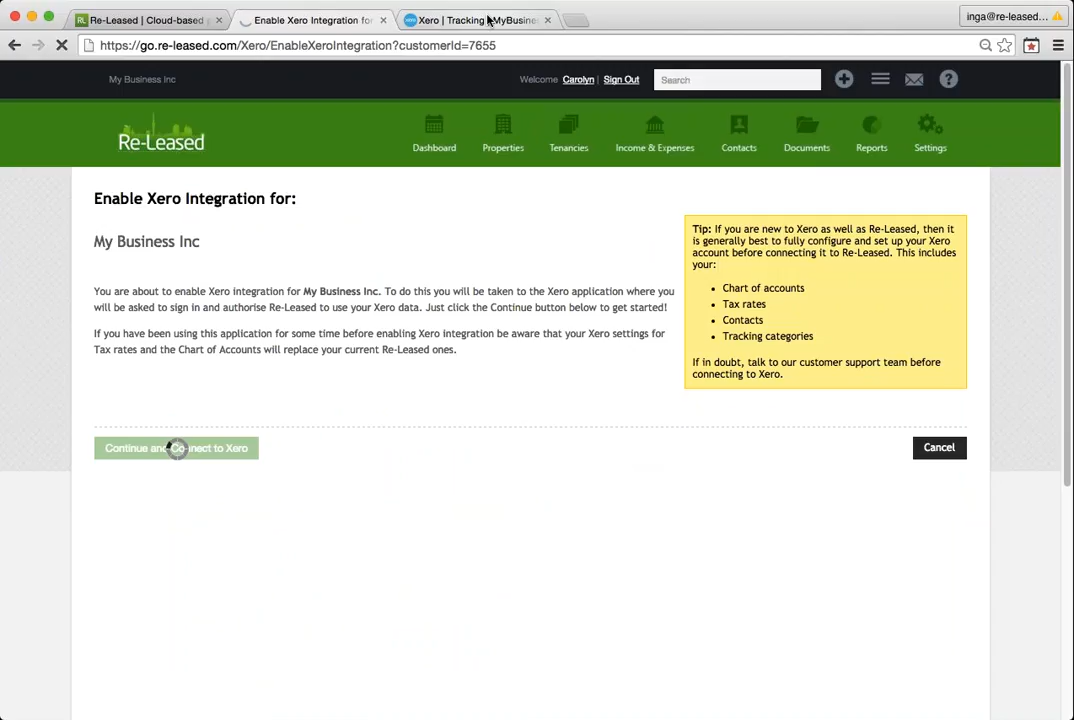 Re-Leased | Cloud-based
Enable Xero Integration for
Xero | Tracking
MyBusine
inga@re-leased....
https://go.re-leased.com/Xero/EnableXeroIntegration?customerId=7655
My Business Inc
Welcome Carolyn | Sign Out
Search
Re-Leased
Dashboard
Properties
Tenancies
Income & Expenses
Contacts
Documents
Reports
Settings
Enable Xero Integration for:
My Business Inc
You are about to enable Xero integration for My Business Inc. To do this you will be taken to the Xero application where you
will be asked to sign in and authorise Re-Leased to use your Xero data. Just click the Continue button below to get started!
If you have been using this application for some time before enabling Xero integration be aware that your Xero settings for
Tax rates and the Chart of Accounts will replace your current Re-Leased ones.
Tip: If you are new to Xero as well as Re-Leased, then it
is generally best to fully configure and set up your Xero
account before connecting it to Re-Leased. This includes
your:
• Chart of accounts
• Tax rates
• Contacts
• Tracking categories
If in doubt, talk to our customer support team before
connecting to Xero.
Continue and Connect to Xero
Cancel